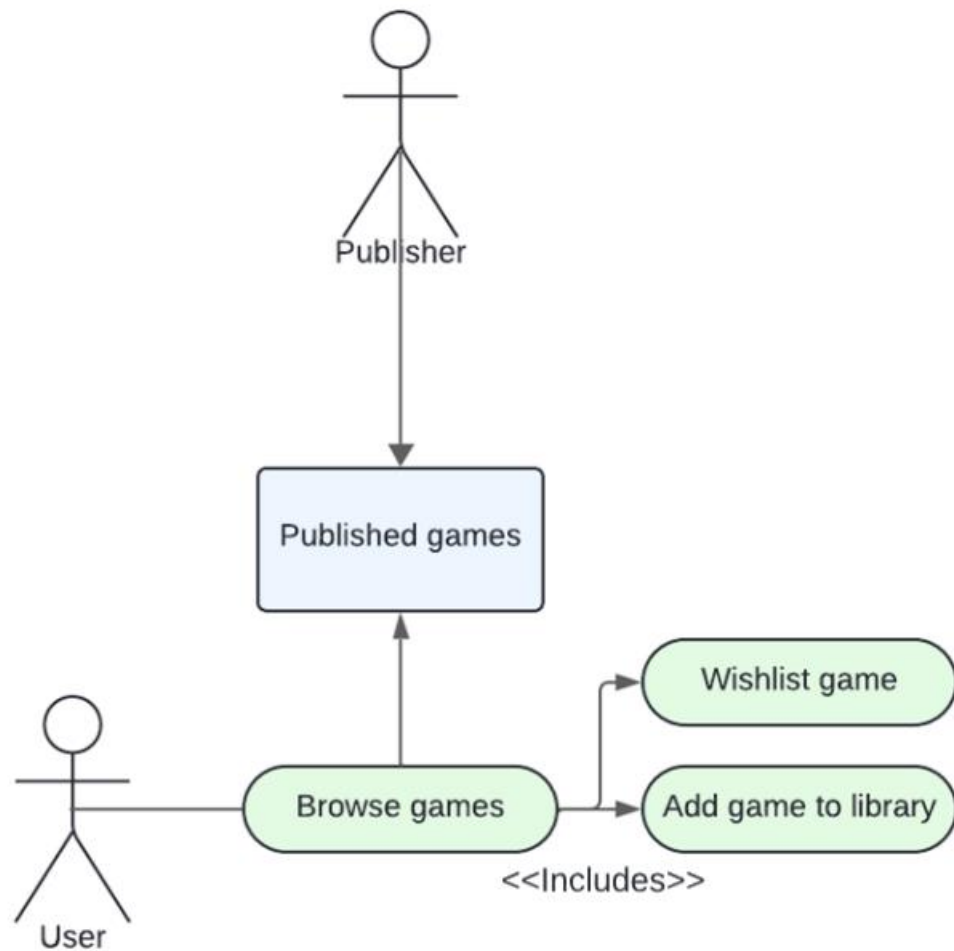 Publisher
Published games
Wishlist game
Browse games
Add game to library
<<Includes>>
User